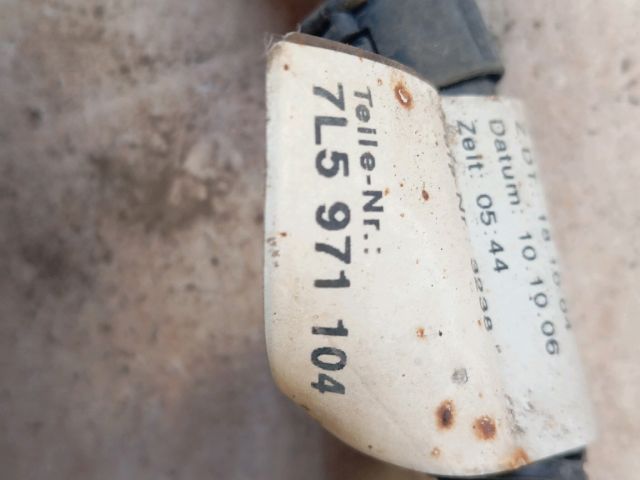 Teile-Nr.:
7L5 971 104
Datum: 10.10.06
Zeit: 05:44